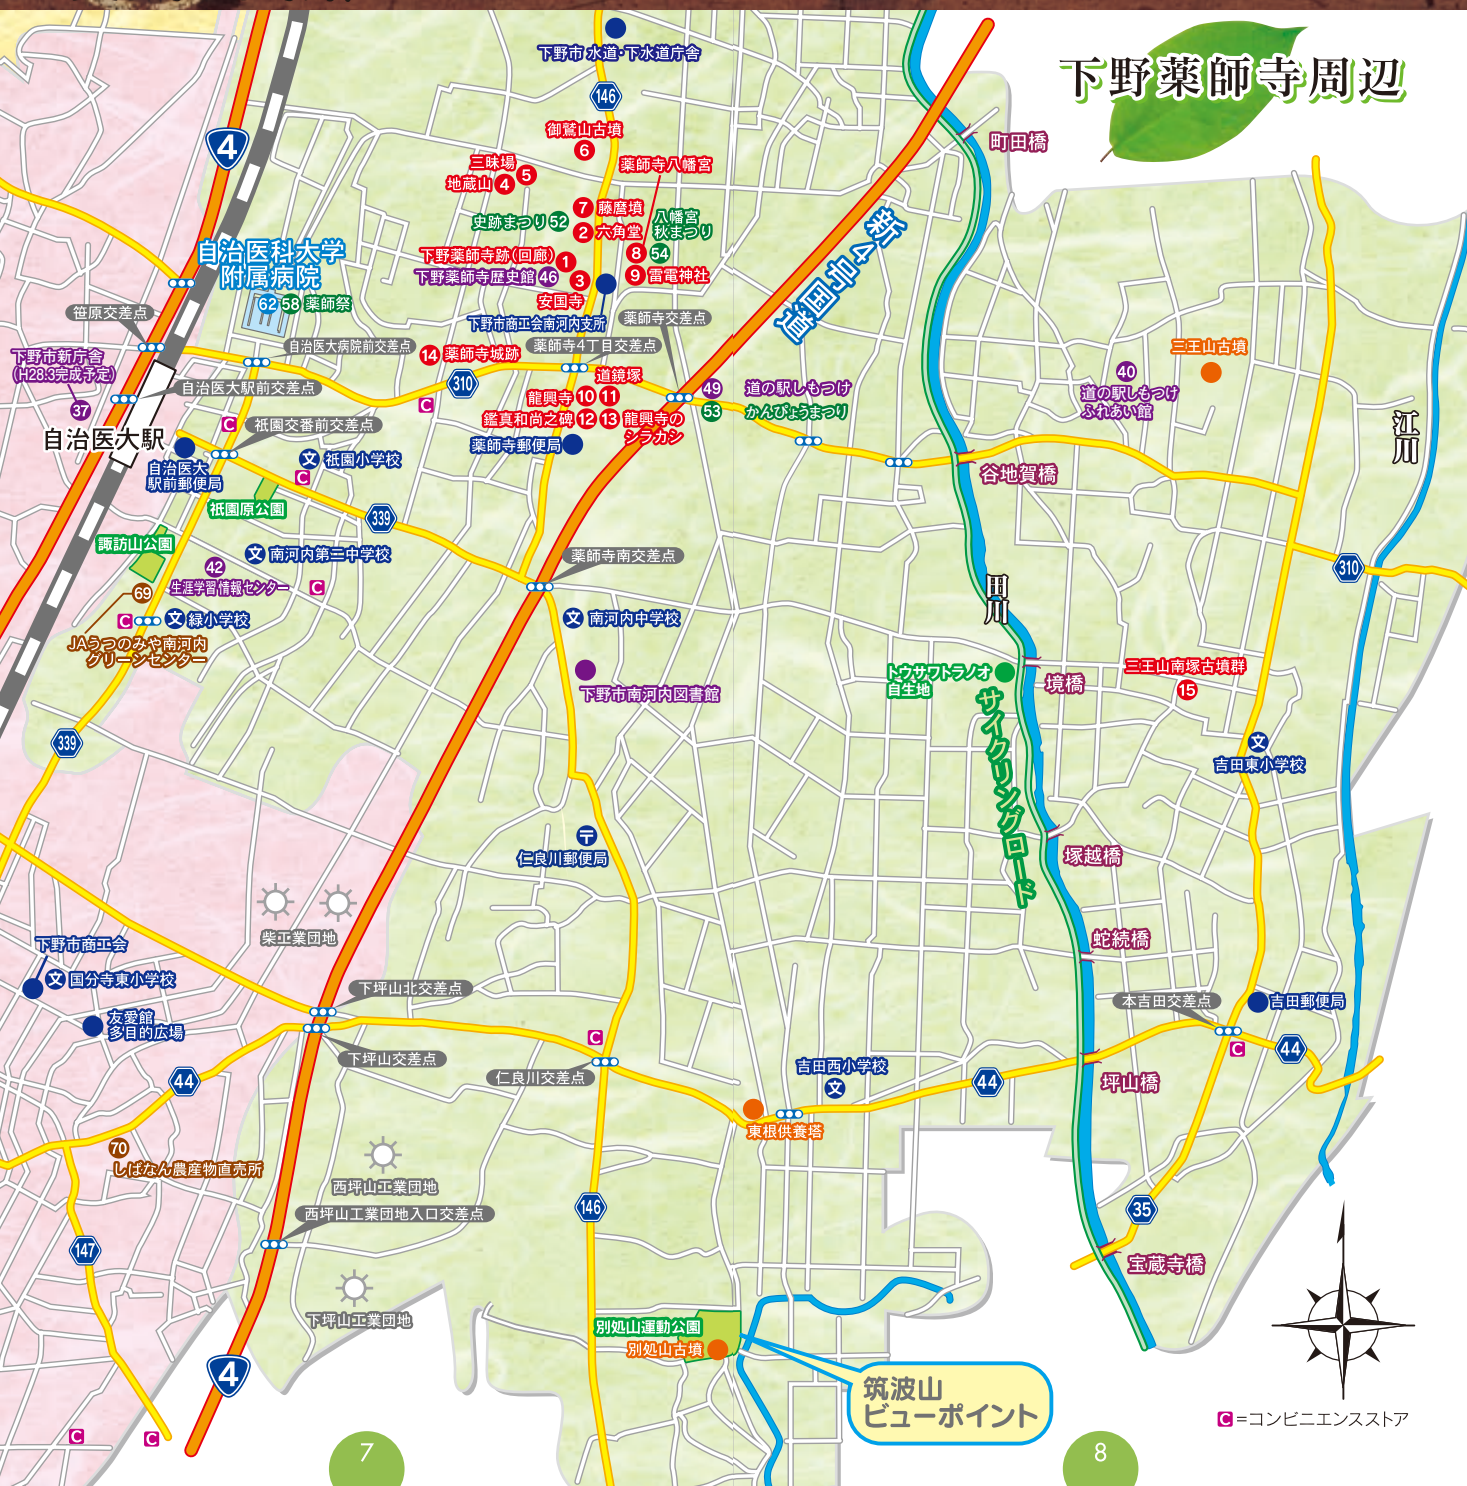 下野薬師寺周辺
下野市 水道・下水道庁舎
146
4
御鷲山古墳
6
三昧場
5
地蔵山 4
薬師寺八幡宮
町田橋
7 藤麿墳
史跡まつり 52
2 六角堂
八幡宮
秋まつり
8 54
下野薬師寺跡(回廊) 1
下野薬師寺歴史館 46
3
安国寺
9 雷電神社
新4号国道
自治医科大学
附属病院
62 58 薬師祭
下野市商工会南河内支所
薬師寺交差点
笹原交差点
自治医大病院前交差点
14 薬師寺城跡
薬師寺4丁目交差点
下野市新庁舎
(H28.3完成予定)
37
自治医大駅前交差点
310
道鏡塚
龍興寺 10 11
鑑真和尚之碑 12 13 龍興寺の
シラカシ
49 道の駅しもつけ
53 かんぴょうまつり
三王山古墳
40
道の駅しもつけ
ふれあい館
江川
C
C
祇園交番前交差点
自治医大駅
自治医大
駅前郵便局
文 祇園小学校
C
薬師寺郵便局
谷地賀橋
祇園原公園
339
諏訪山公園
文 南河内第二中学校
薬師寺南交差点
310
42
生涯学習情報センター
C
69
C
文 緑小学校
JAうつのみや南河内
グリーンセンター
文 南河内中学校
田川
下野市南河内図書館
トウサワトラノオ
自生地
境橋
三王山南塚古墳群
15
サイクリングロード
339
文
吉田東小学校
〒
仁良川郵便局
塚越橋
柴工業団地
下野市商工会
文 国分寺東小学校
友愛館
多目的広場
蛇続橋
下坪山北交差点
本吉田交差点
吉田郵便局
C
C
44
下坪山交差点
仁良川交差点
44
吉田西小学校
文
44
坪山橋
東根供養塔
70
しばなん農産物直売所
西坪山工業団地
西坪山工業団地入口交差点
146
35
147
宝蔵寺橋
下坪山工業団地
別処山運動公園
別処山古墳
4
筑波山
ビューポイント
C
C
C=コンビニエンスストア
7
8